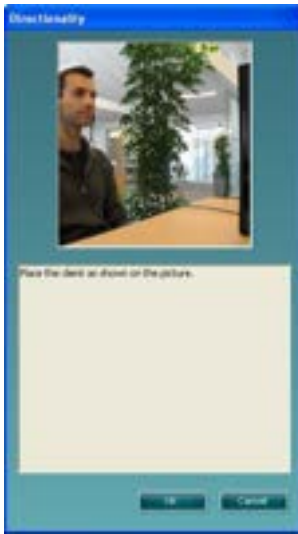 Directionality
Place the client as shown on the picture.
OK
Cancel